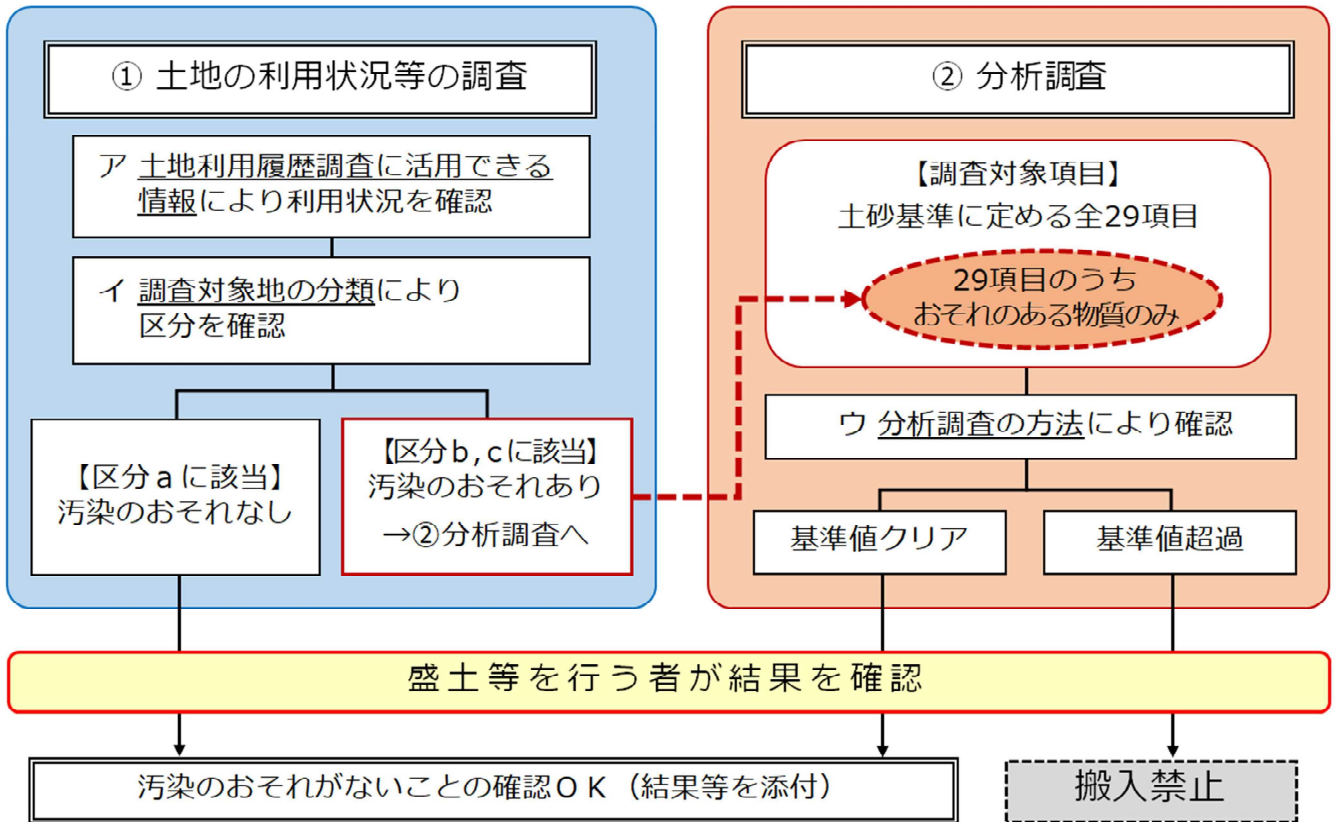 ① 土地の利用状況等の調査
ア 土地利用履歴調査に活用できる
情報により利用状況を確認
イ 調査対象地の分類により
区分を確認
【区分aに該当】
汚染のおそれなし
【区分b,cに該当】
汚染のおそれあり
→②分析調査へ
② 分析調査
【調査対象項目】
土砂基準に定める全29項目
29項目のうち
おそれのある物質のみ
ウ 分析調査の方法により確認
基準値クリア
基準値超過
盛土等を行う者が結果を確認
汚染のおそれがないことの確認OK（結果等を添付）
搬入禁止